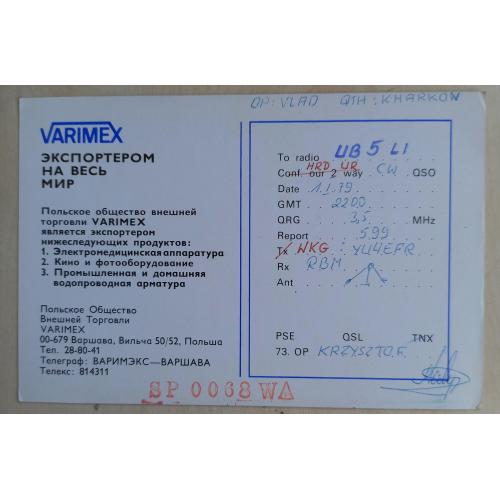 OP: VLAD QTH: KHARKOW
VARIMEX
ЭКСПОРТЕРОМ
НА ВЕСЬ
МИР
Польское общество внешней
торговли VARIMEX
является экспортером
нижеследующих продуктов:
1. Электромедицинская аппаратура
2. Кино и фотооборудование
3. Промышленная и домашняя
водопроводная арматура
Польское Общество
Внешней Торговли
VARIMEX
00-679 Варшава, Вильча 50/52, Польша
Тел. 28-80-41
Телеграф: ВАРИМЭКС—ВАРШАВА
Телекс: 814311
To radio UB5LI
HRD UR
Conf. our 2 way CW QSO
Date 1.1.79
GMT 2200
QRG 3,5 MHz
Report 599
Tx WKG: YU4EFR
Rx RBM
Ant
PSE QSL TNX
73. OP KRZYSZTOF.
SP 0068 WA